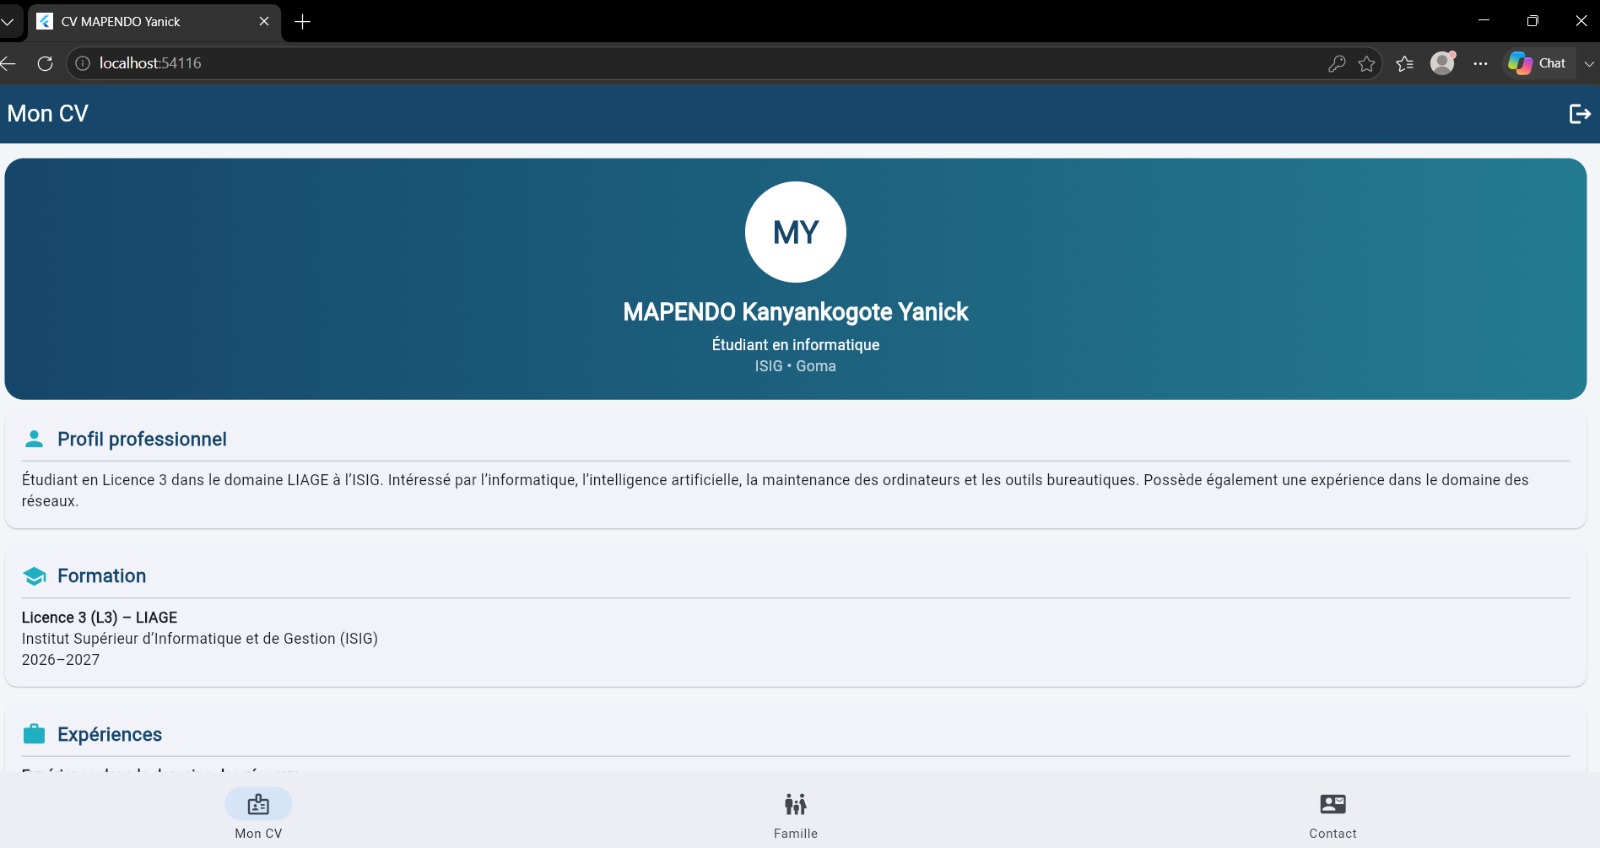 CV MAPENDO Yanick
localhost:54116
Chat
Mon CV
MY
MAPENDO Kanyankogote Yanick
Étudiant en informatique
ISIG • Goma
Profil professionnel
Étudiant en Licence 3 dans le domaine LIAGE à l’ISIG. Intéressé par l’informatique, l’intelligence artificielle, la maintenance des ordinateurs et les outils bureautiques. Possède également une expérience dans le domaine des
réseaux.
Formation
Licence 3 (L3) – LIAGE
Institut Supérieur d’Informatique et de Gestion (ISIG)
2026–2027
Expériences
Mon CV
Famille
Contact